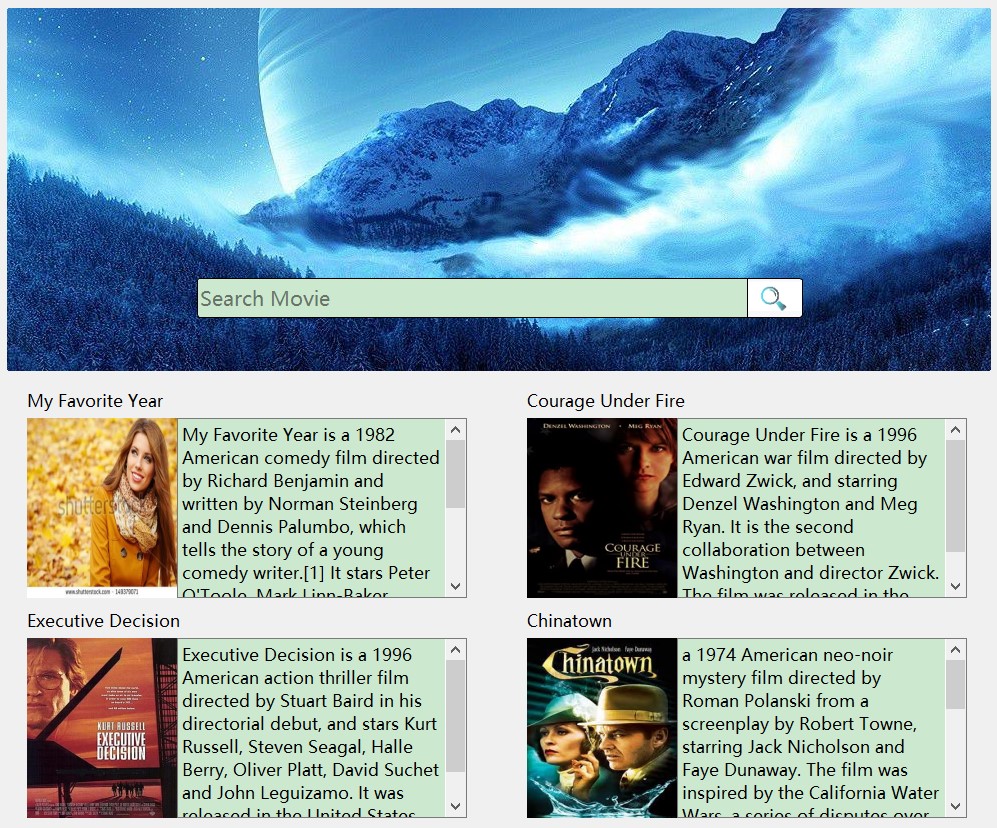 Search Movie
My Favorite Year
shutterst
www.shutterstock.com · 149379071
My Favorite Year is a 1982
American comedy film directed
by Richard Benjamin and
written by Norman Steinberg
and Dennis Palumbo, which
tells the story of a young
comedy writer.[1] It stars Peter
O'Toole, Mark Linn-Baker,
Courage Under Fire
DENZEL WASHINGTON · MEG RYAN
COURAGE
UNDER
FIRE
Courage Under Fire is a 1996
American war film directed by
Edward Zwick, and starring
Denzel Washington and Meg
Ryan. It is the second
collaboration between
Washington and director Zwick.
The film was released in the
Executive Decision
KURT RUSSELL
EXECUTIVE
DECISION
Executive Decision is a 1996
American action thriller film
directed by Stuart Baird in his
directorial debut, and stars Kurt
Russell, Steven Seagal, Halle
Berry, Oliver Platt, David Suchet
and John Leguizamo. It was
released in the United States
Chinatown
Jack Nicholson Faye Dunaway
Chinatown
a 1974 American neo-noir
mystery film directed by
Roman Polanski from a
screenplay by Robert Towne,
starring Jack Nicholson and
Faye Dunaway. The film was
inspired by the California Water
Wars, a series of disputes over